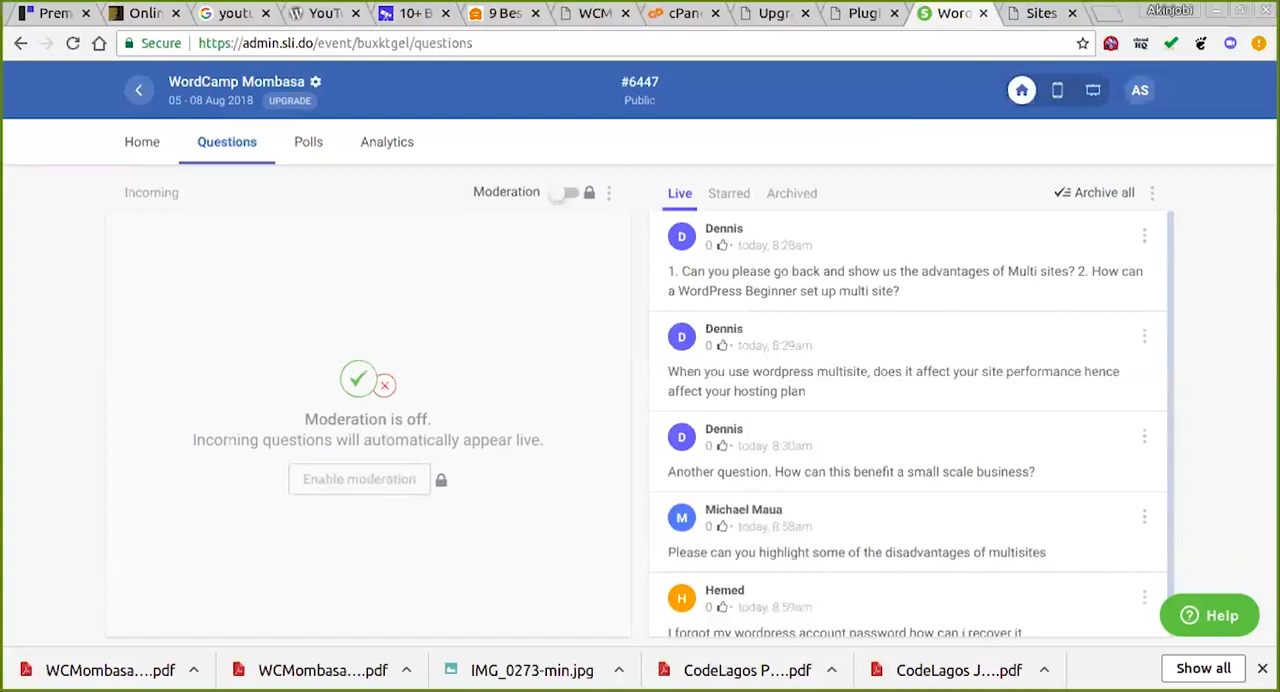 Prem
Onlin
youtu
YouTu
10+ B
9 Bes
WCM
cPan
Upgr
Plugi
Word
Sites
Akinjobi
Secure https://admin.sli.do/event/buxktgel/questions
WordCamp Mombasa
05 - 08 Aug 2018 UPGRADE
#6447
Public
AS
Home Questions Polls Analytics
Incoming
Moderation
Moderation is off.
Incoming questions will automatically appear live.
Enable moderation
Live Starred Archived Archive all
D
Dennis
0 · today, 8:28am
1. Can you please go back and show us the advantages of Multi sites? 2. How can
a WordPress Beginner set up multi site?
D
Dennis
0 · today, 8:29am
When you use wordpress multisite, does it affect your site performance hence
affect your hosting plan
D
Dennis
0 · today, 8:30am
Another question. How can this benefit a small scale business?
M
Michael Maua
0 · today, 8:58am
Please can you highlight some of the disadvantages of multisites
H
Hemed
0 · today, 8:59am
I forgot my wordpress account password how can i recover it
Help
WCMombasa....pdf
WCMombasa....pdf
IMG_0273-min.jpg
CodeLagos P....pdf
CodeLagos J....pdf
Show all